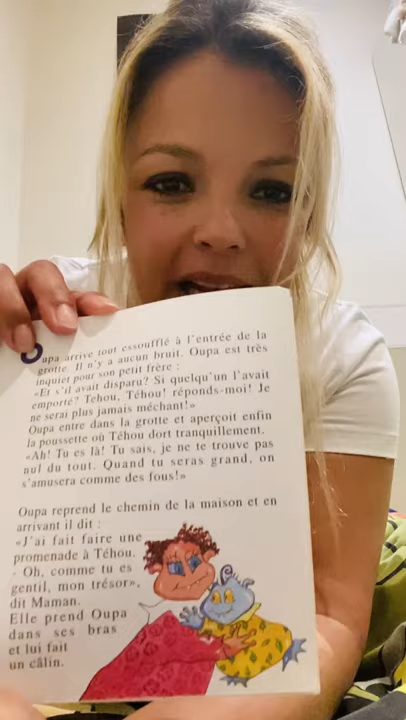 Oupa arrive tout essoufflé à l'entrée de la
grotte. Il n'y a aucun bruit. Oupa est très
inquiet pour son petit frère :
«Et s'il avait disparu? Si quelqu'un l'avait
emporté? Tehou, Téhou! réponds-moi! Je
ne serai plus jamais méchant!»
Oupa entre dans la grotte et aperçoit enfin
la poussette où Téhou dort tranquillement.
«Ah! Tu es là! Tu sais, je ne te trouve pas
nul du tout. Quand tu seras grand, on
s'amusera comme des fous!»
Oupa reprend le chemin de la maison et en
arrivant il dit :
«J'ai fait faire une
promenade à Téhou.
- Oh, comme tu es
gentil, mon trésor»,
dit Maman.
Elle prend Oupa
dans ses bras
et lui fait
un câlin.